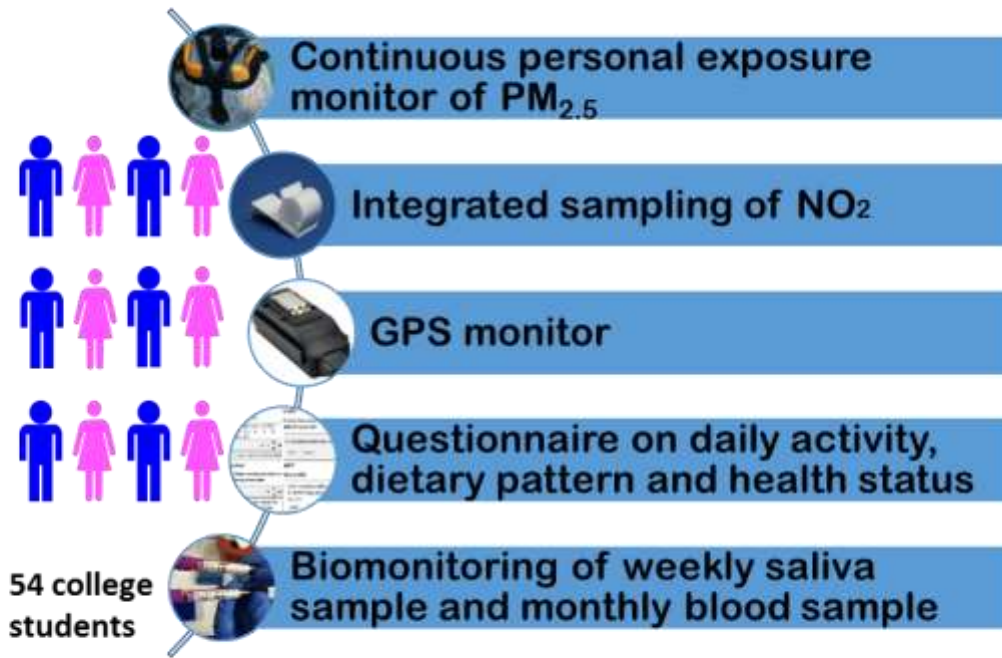 Continuous personal exposure
monitor of PM₂.₅
Integrated sampling of NO₂
GPS monitor
Questionnaire on daily activity,
dietary pattern and health status
Biomonitoring of weekly saliva
sample and monthly blood sample
54 college
students